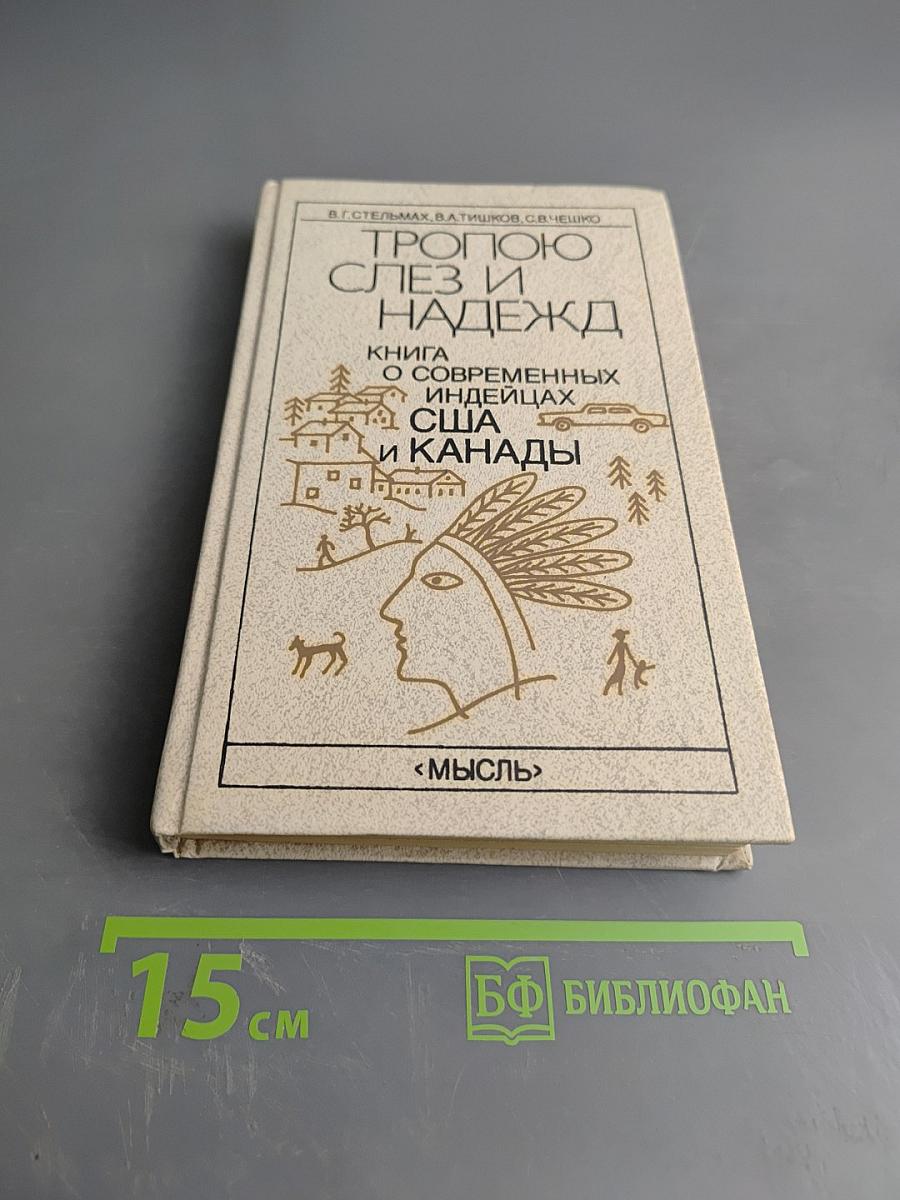 В.Г.СТЕЛЬМАХ, В.А.ТИШКОВ, С.В.ЧЕШКО
ТРОПОЮ
СЛЕЗ И
НАДЕЖД
КНИГА
О СОВРЕМЕННЫХ
ИНДЕЙЦАХ
США
И КАНАДЫ
‹МЫСЛЬ›
15 см
БФ БИБЛИОФАН